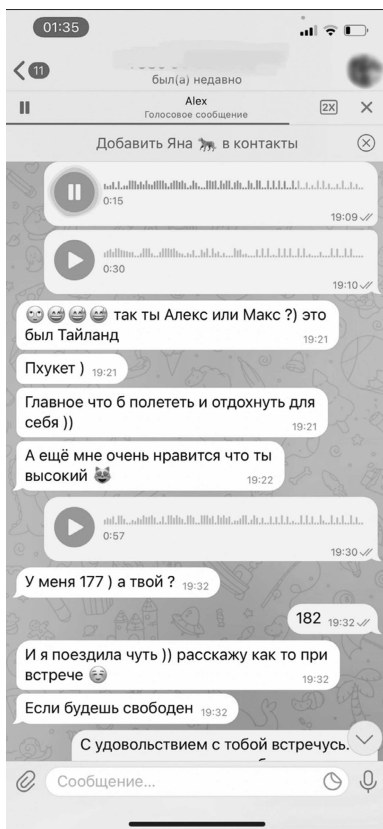 01:35
11
был(а) недавно
Alex
Голосовое сообщение
2X
Добавить Яна 🐆 в контакты
0:15
19:09
0:30
19:10
🙄😅😅😅 так ты Алекс или Макс ?) это
был Тайланд
19:21
Пхукет ) 19:21
Главное что б полететь и отдохнуть для
себя ))
19:21
А ещё мне очень нравится что ты
высокий 😻
19:22
0:57
19:30
У меня 177 ) а твой ? 19:32
182 19:32
И я поездила чуть )) расскажу как то при
встрече 😌
19:32
Если будешь свободен 19:32
С удовольствием с тобой встречусь.
Сообщение...